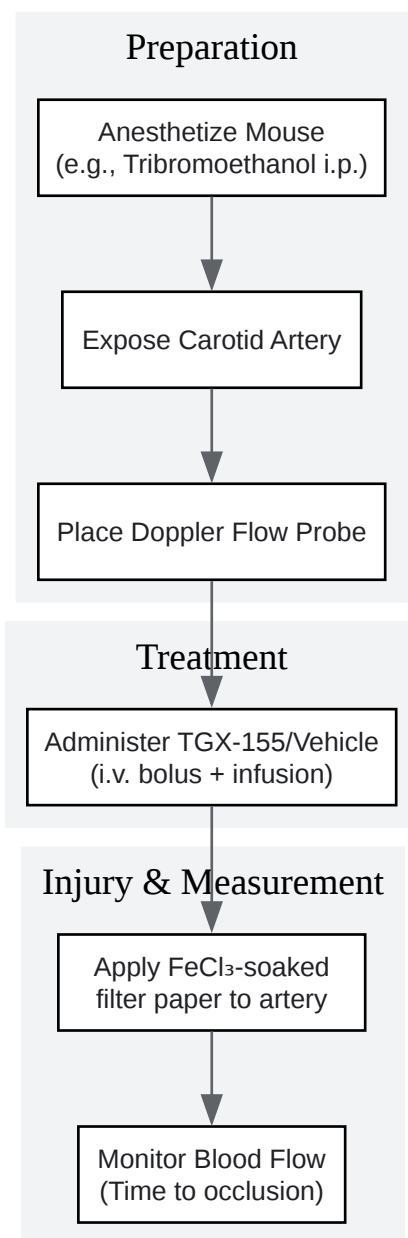 Preparation
Anesthetize Mouse
(e.g., Tribromoethanol i.p.)
Expose Carotid Artery
Place Doppler Flow Probe
Treatment
Administer TGX-155/Vehicle
(i.v. bolus + infusion)
Injury & Measurement
Apply FeCl₃-soaked
filter paper to artery
Monitor Blood Flow
(Time to occlusion)